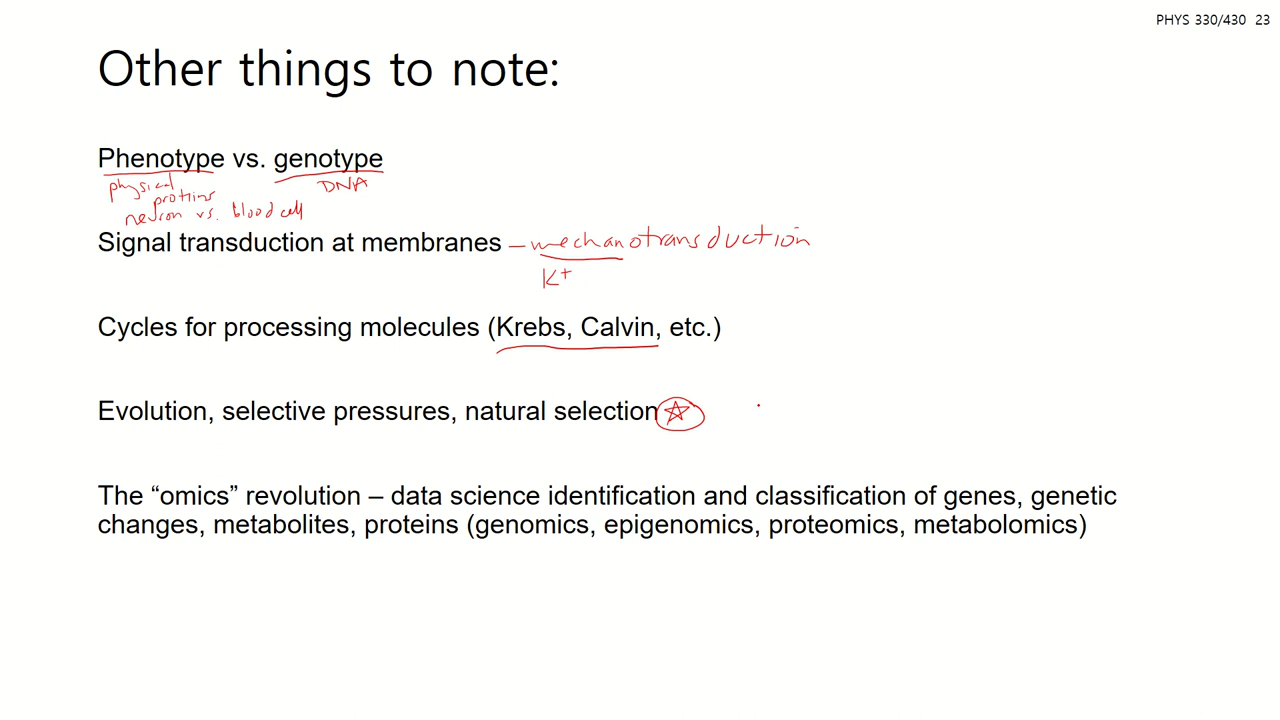 PHYS 330/430 23
Other things to note:
Phenotype vs. genotype
physical
DNA
proteins
neuron vs. blood cell
Signal transduction at membranes – mechanotransduction
K+
Cycles for processing molecules (Krebs, Calvin, etc.)
Evolution, selective pressures, natural selection
The “omics” revolution – data science identification and classification of genes, genetic
changes, metabolites, proteins (genomics, epigenomics, proteomics, metabolomics)